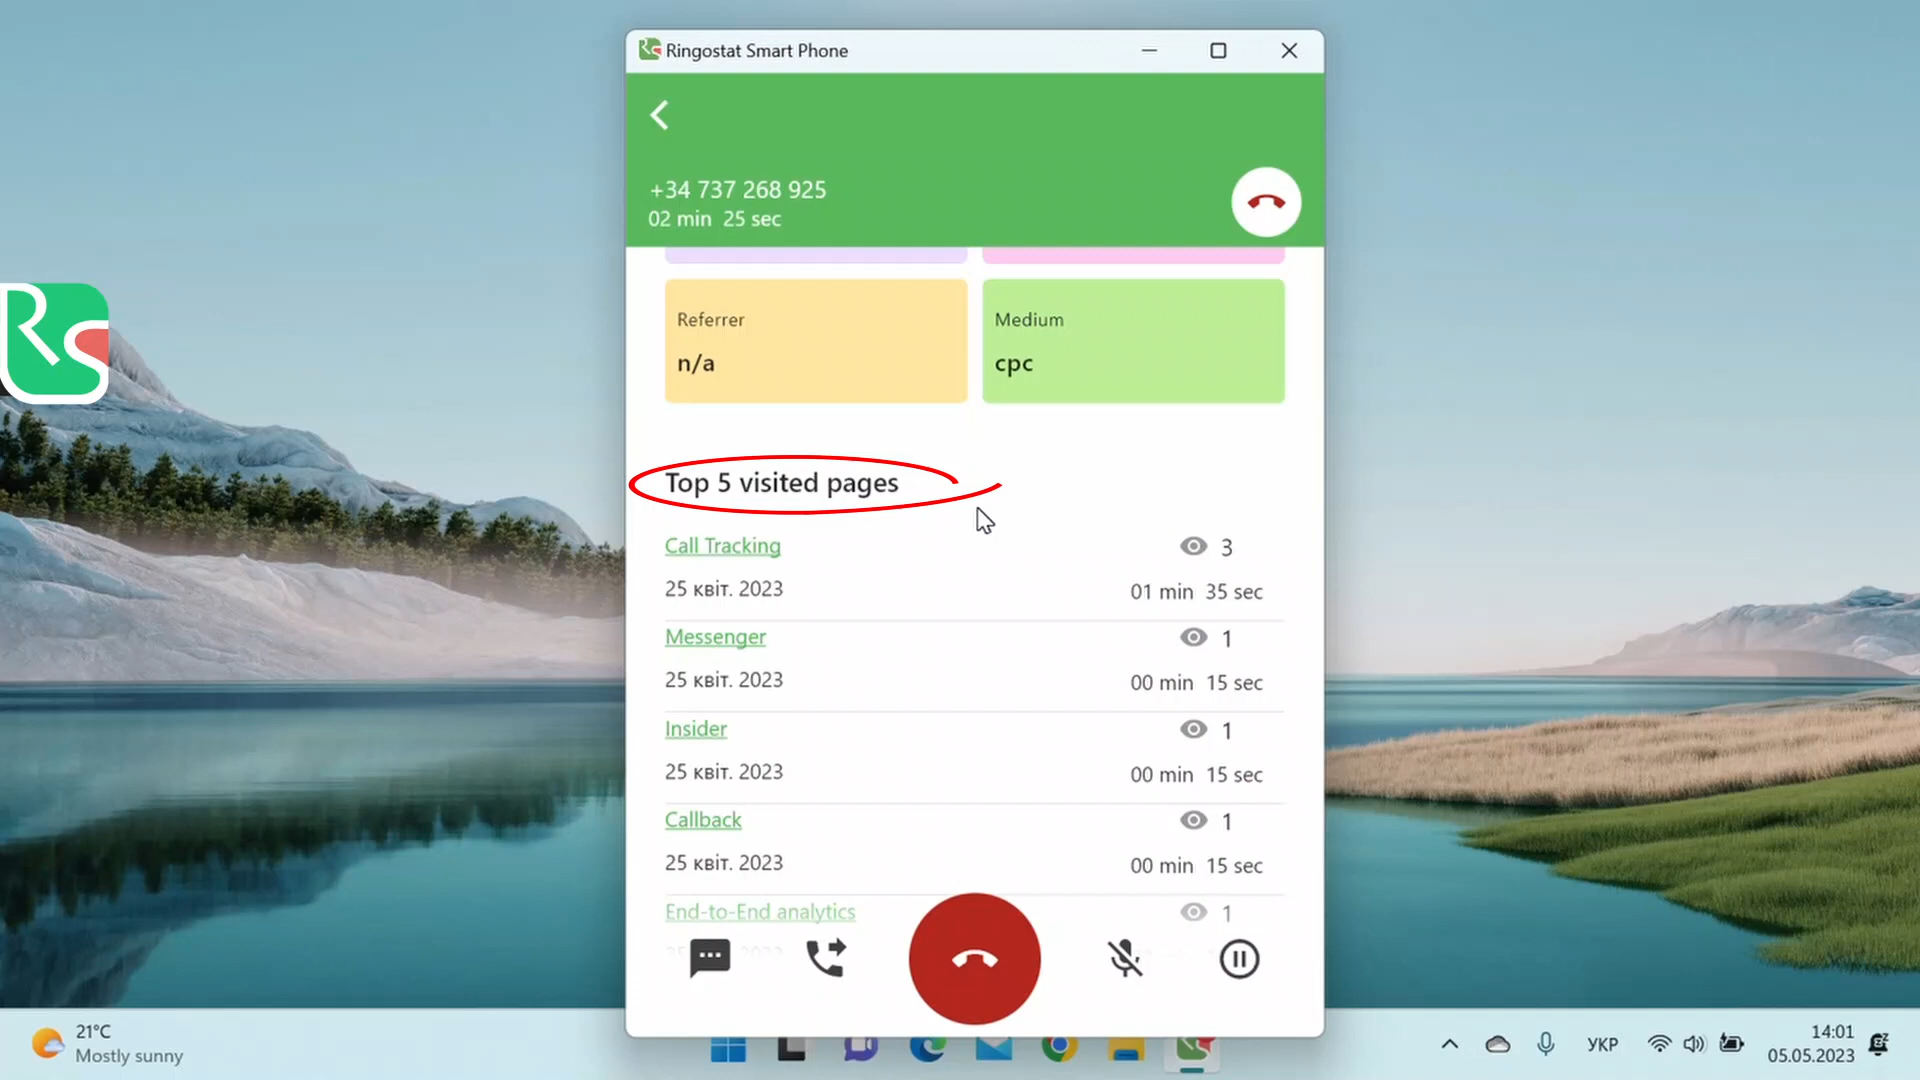 Ringostat Smart Phone
+34 737 268 925
02 min 25 sec
Referrer
n/a
Medium
cpc
Top 5 visited pages
Call Tracking
3
25 квіт. 2023
01 min 35 sec
Messenger
1
25 квіт. 2023
00 min 15 sec
Insider
1
25 квіт. 2023
00 min 15 sec
Callback
1
25 квіт. 2023
00 min 15 sec
End-to-End analytics
1
21°C
Mostly sunny
УКР
14:01
05.05.2023